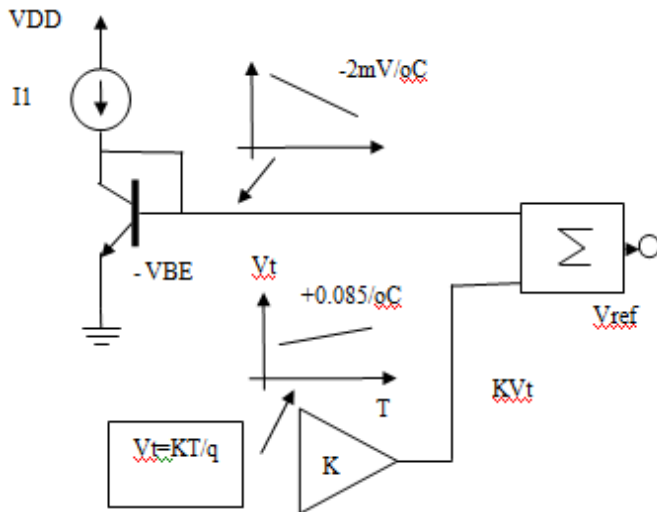 VDD
I1
-2mV/oC
- VBE
Vt
+0.085/oC
Σ
Vref
T
KVt
Vt=KT/q
K